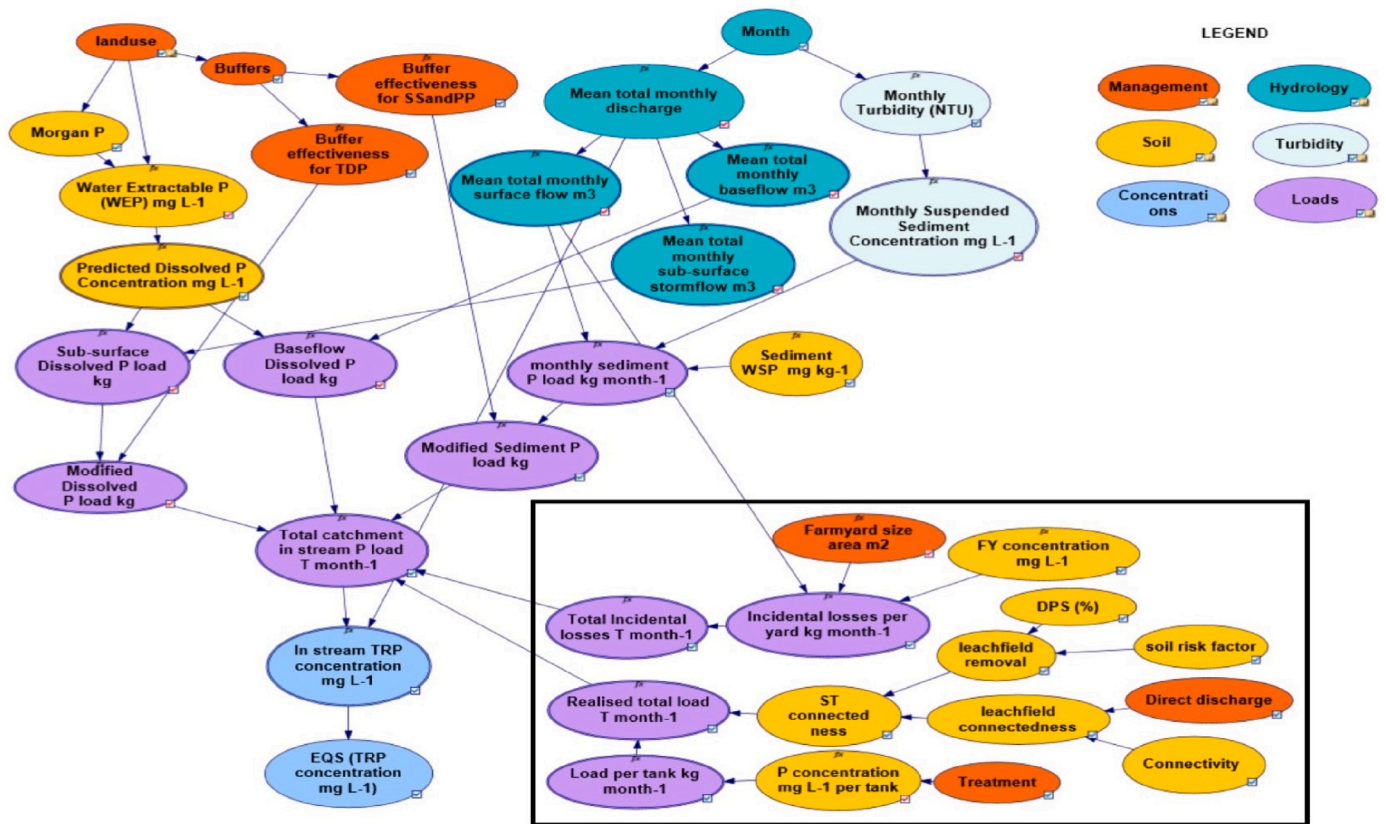 landuse
Buffers
Buffer
effectiveness
for SSandPP
Month
LEGEND
Mean total monthly
discharge
Monthly
Turbidity (NTU)
Management
Hydrology
Morgan P
Buffer
effectiveness
for TDP
Soil
Turbidity
Water Extractable P
(WEP) mg L-1
Mean total monthly
surface flow m3
Mean total
monthly
baseflow m3
Monthly Suspended
Sediment
Concentration mg L-1
Concentrati
ons
Loads
Predicted Dissolved P
Concentration mg L-1
Mean total
monthly
sub-surface
stormflow m3
Sub-surface
Dissolved P load
kg
Baseflow
Dissolved P
load kg
monthly sediment
P load kg month-1
Sediment
WSP mg kg-1
Modified
Dissolved
P load kg
Modified Sediment P
load kg
Total catchment
in stream P load
T month-1
Farmyard size
area m2
FY concentration
mg L-1
DPS (%)
Total Incidental
losses T month-1
Incidental losses per
yard kg month-1
leachfield
removal
soil risk factor
In stream TRP
concentration
mg L-1
Realised total load
T month-1
ST
connected
ness
leachfield
connectedness
Direct discharge
Connectivity
EQS (TRP
concentration
mg L-1)
Load per tank kg
month-1
P concentration
mg L-1 per tank
Treatment